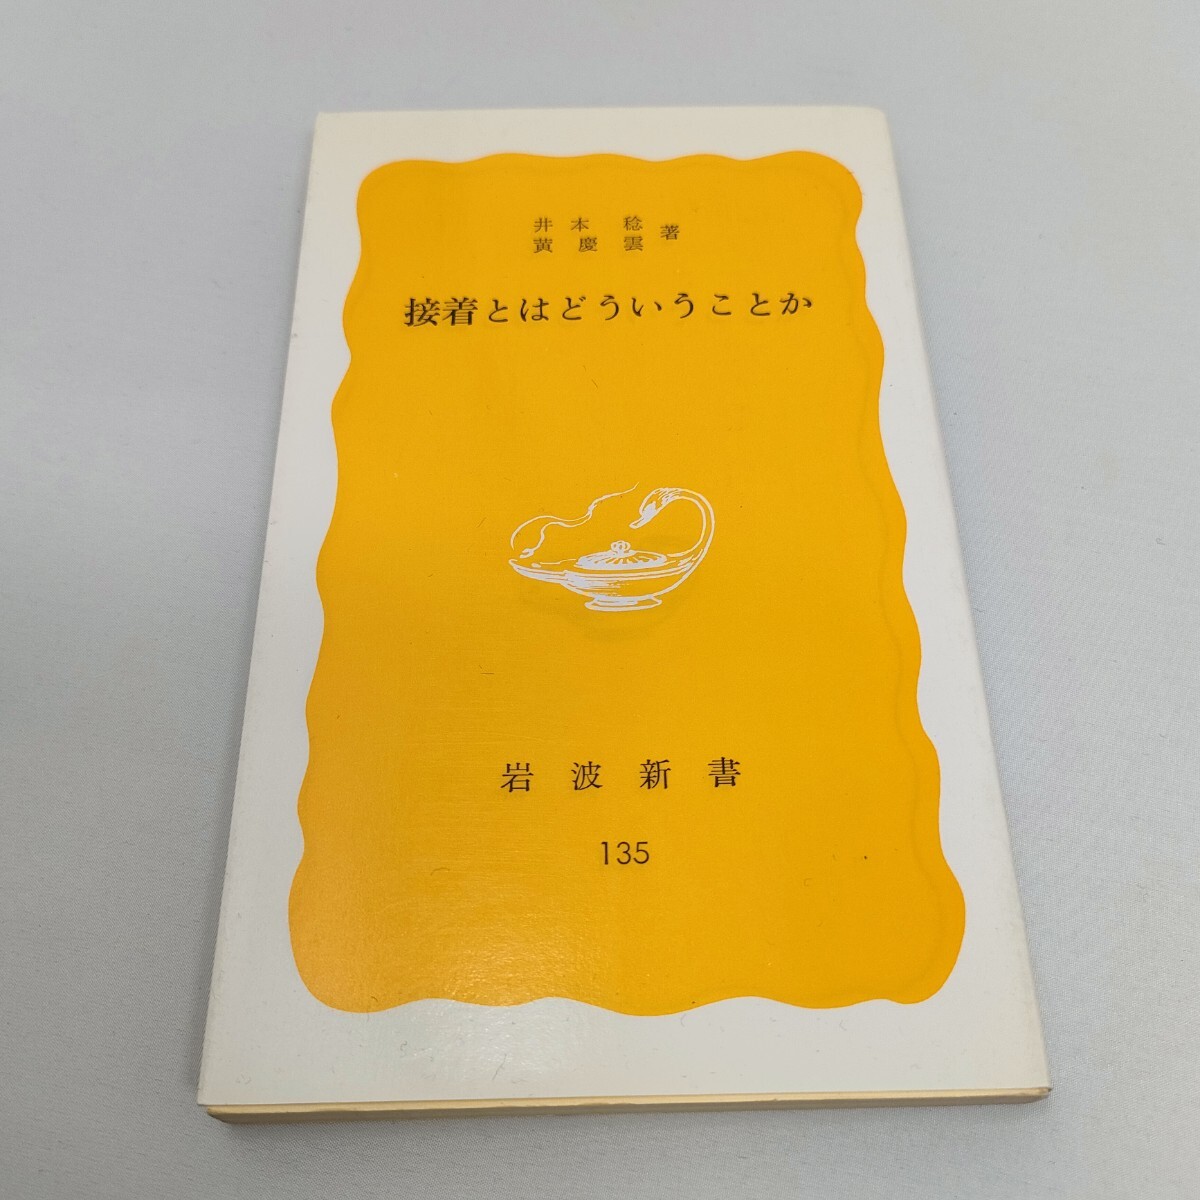 井本 稔
黄慶雲 著
接着とはどういうことか
岩波新書
135